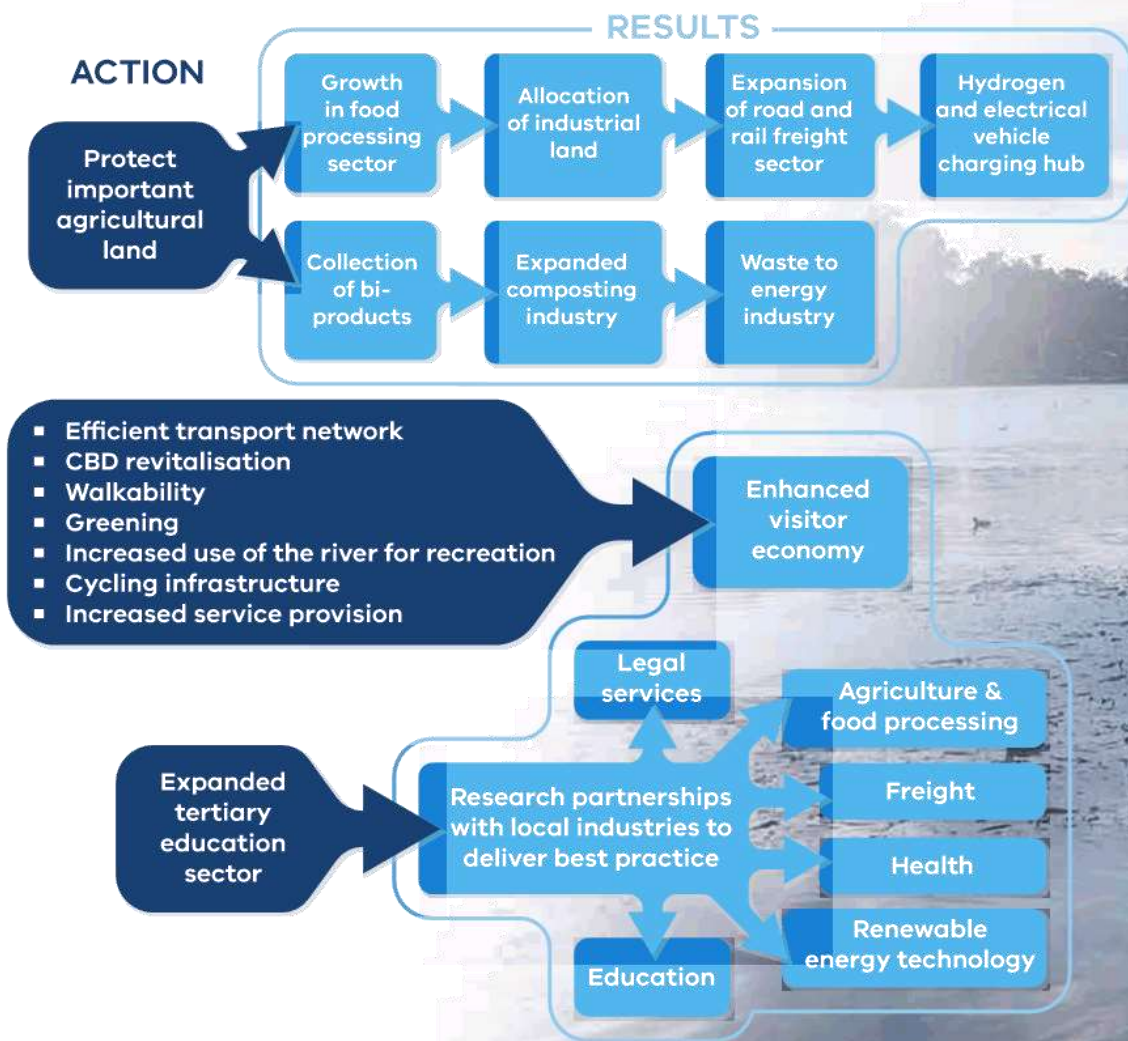 RESULTS
ACTION
Protect
important
agricultural
land
Growth
in food
processing
sector
Allocation
of industrial
land
Expansion
of road and
rail freight
sector
Hydrogen
and electrical
vehicle
charging hub
Collection
of bi-
products
Expanded
composting
industry
Waste to
energy
industry
▪ Efficient transport network
▪ CBD revitalisation
▪ Walkability
▪ Greening
▪ Increased use of the river for recreation
▪ Cycling infrastructure
▪ Increased service provision
Enhanced
visitor
economy
Expanded
tertiary
education
sector
Research partnerships
with local industries to
deliver best practice
Legal
services
Agriculture &
food processing
Freight
Health
Renewable
energy technology
Education